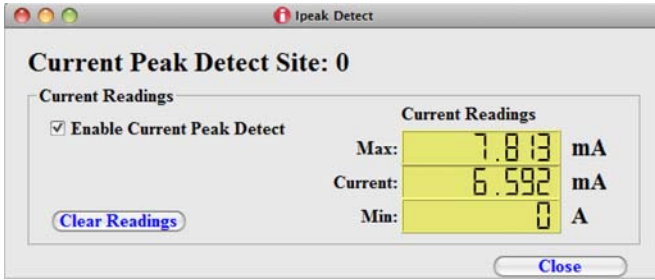 Ipeak Detect
Current Peak Detect Site: 0
Current Readings
Enable Current Peak Detect
Current Readings
Max: 7.813 mA
Current: 6.592 mA
Clear Readings Min: 0 A
Close